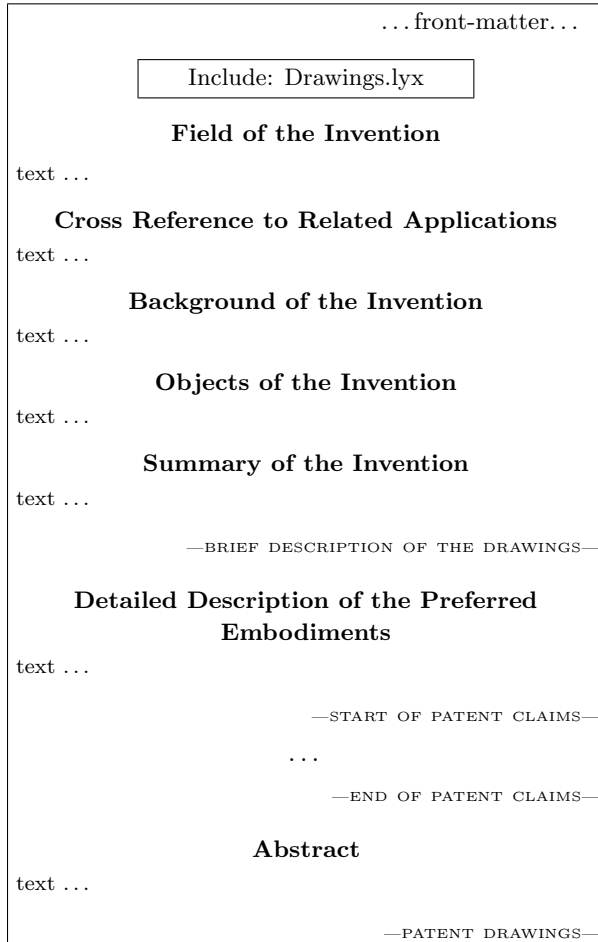 ...front-matter...
Include: Drawings.lyx
Field of the Invention
text ...
Cross Reference to Related Applications
text ...
Background of the Invention
text ...
Objects of the Invention
text ...
Summary of the Invention
text ...
—BRIEF DESCRIPTION OF THE DRAWINGS—
Detailed Description of the Preferred
Embodiments
text ...
—START OF PATENT CLAIMS—
...
—END OF PATENT CLAIMS—
Abstract
text ...
—PATENT DRAWINGS—